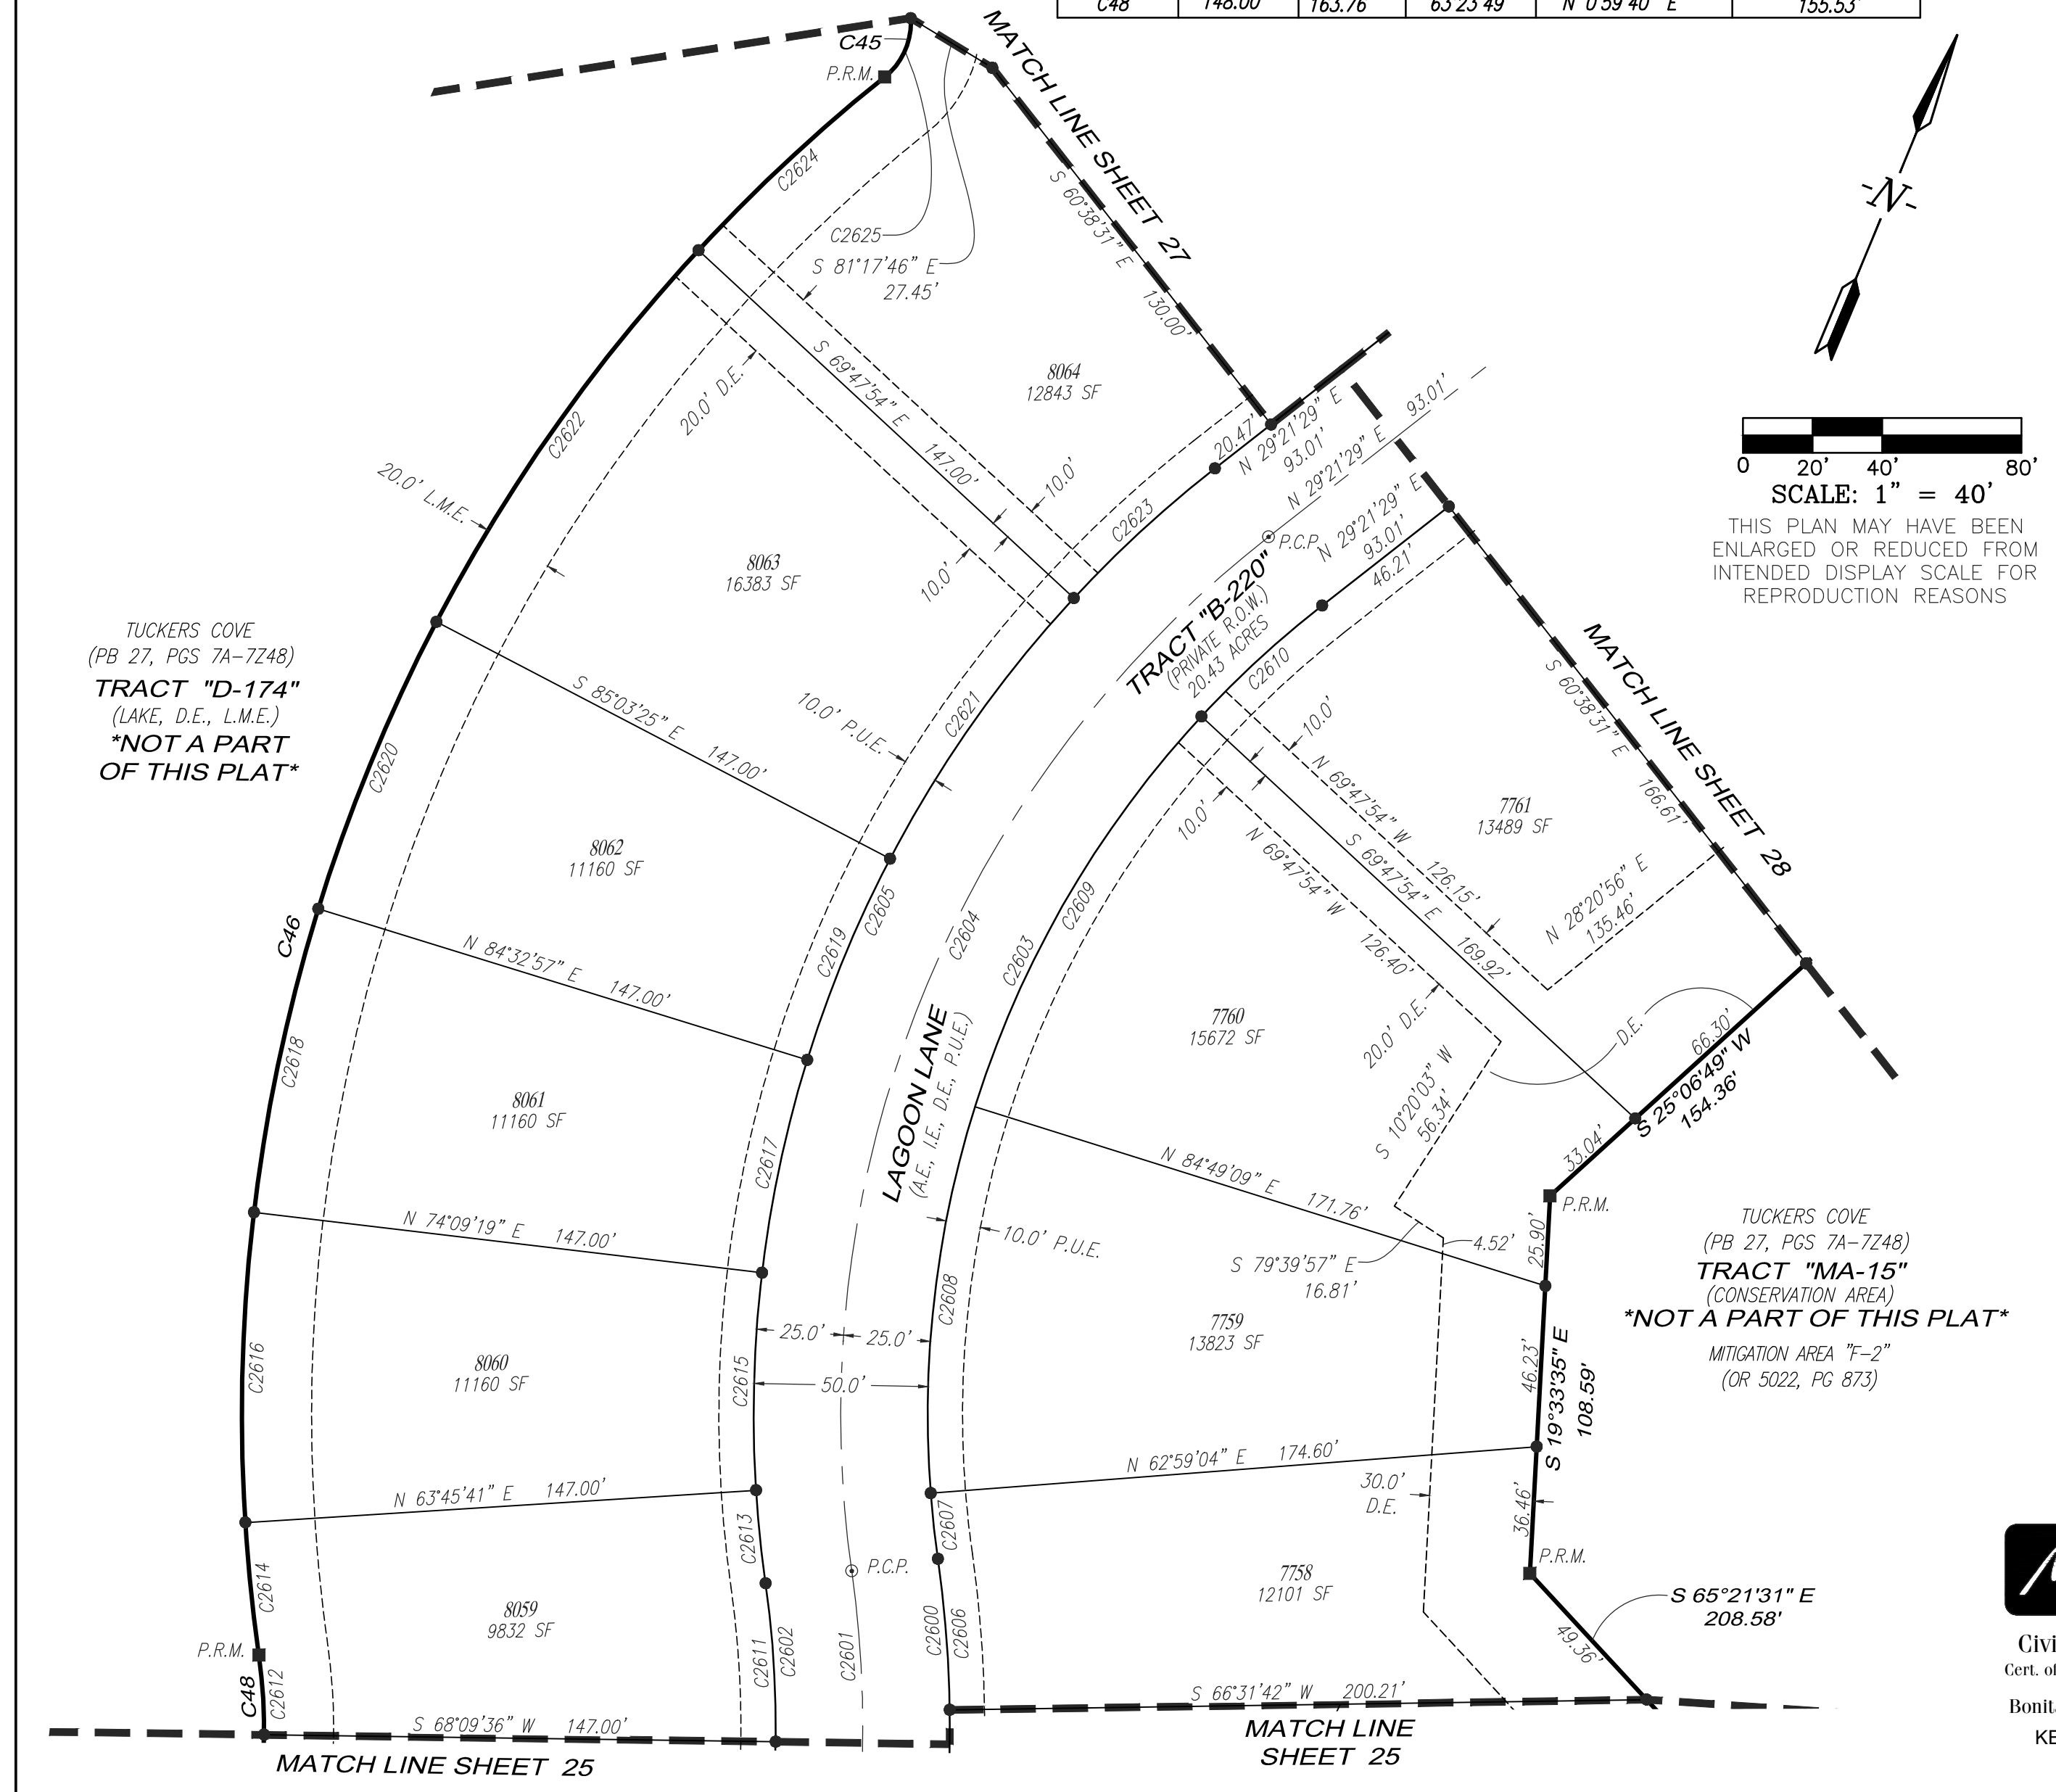 C48 148.00' 163.76' 63°23'49" N 0°59'40" E 155.53'
C45
P.R.M.
MATCH LINE SHEET 27
C2624
C2625
S 81°17'46" E
27.45'
S 60°38'31" E 130.00'
-N-
0 20' 40' 80'
SCALE: 1" = 40'
THIS PLAN MAY HAVE BEEN
ENLARGED OR REDUCED FROM
INTENDED DISPLAY SCALE FOR
REPRODUCTION REASONS
8064
12843 SF
S 69°47'54" E 147.00'
20.0' D.E.
10.0'
10.0'
C2622
20.0' L.M.E.
8063
16383 SF
C2623
20.47'
N 29°21'29" E
93.01'
N 29°21'29" E 93.01'
P.C.P.
N 29°21'29" E
93.01'
46.21'
TRACT "B-220"
(PRIVATE R.O.W.)
20.43 ACRES
C2610
MATCH LINE SHEET 28
S 60°38'31" E 166.61'
TUCKERS COVE
(PB 27, PGS 7A-7Z48)
TRACT "D-174"
(LAKE, D.E., L.M.E.)
*NOT A PART
OF THIS PLAT*
C2620
S 85°03'25" E 147.00'
10.0' P.U.E.
C2621
10.0'
10.0'
N 69°47'54" W 126.15'
7761
13489 SF
N 28°20'56" E
135.46'
S 69°47'54" E 169.92'
N 69°47'54" W 126.40'
8062
11160 SF
C46
N 84°32'57" E 147.00'
C2619
C2605
C2604
C2603
C2609
7760
15672 SF
20.0' D.E.
D.E.
66.30'
S 25°06'49" W
154.36'
33.04'
S 10°20'03" W
56.34'
C2618
8061
11160 SF
C2617
LAGOON LANE
(A.E., I.E., D.E., P.U.E.)
N 84°49'09" E 171.76'
P.R.M.
25.90'
4.52'
S 79°39'57" E
16.81'
10.0' P.U.E.
TUCKERS COVE
(PB 27, PGS 7A-7Z48)
TRACT "MA-15"
(CONSERVATION AREA)
*NOT A PART OF THIS PLAT*
MITIGATION AREA "F-2"
(OR 5022, PG 873)
N 74°09'19" E 147.00'
C2608
25.0' 25.0'
7759
13823 SF
46.23'
S 19°33'35" E
108.59'
C2616
8060
11160 SF
C2615
50.0'
N 63°45'41" E 147.00'
N 62°59'04" E 174.60'
30.0'
D.E.
36.46'
C2614
C2613
C2607
P.C.P.
P.R.M.
7758
12101 SF
S 65°21'31" E
208.58'
49.36'
8059
9832 SF
P.R.M.
C48
C2612
C2611
C2602
C2601
C2600
C2606
S 68°09'36" W 147.00'
S 66°31'42" W 200.21'
MATCH LINE SHEET 25
MATCH LINE
SHEET 25
Civi
Cert. of
Bonit
KE